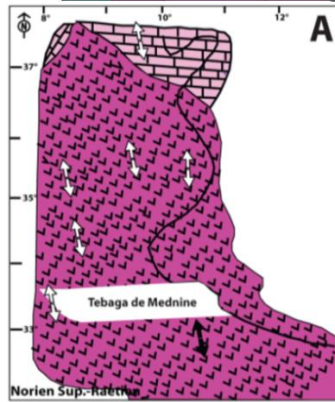 N
8° 10° 12°
A
37°
35°
Tebaga de Mednine
33
Norien Sup.-Raetien